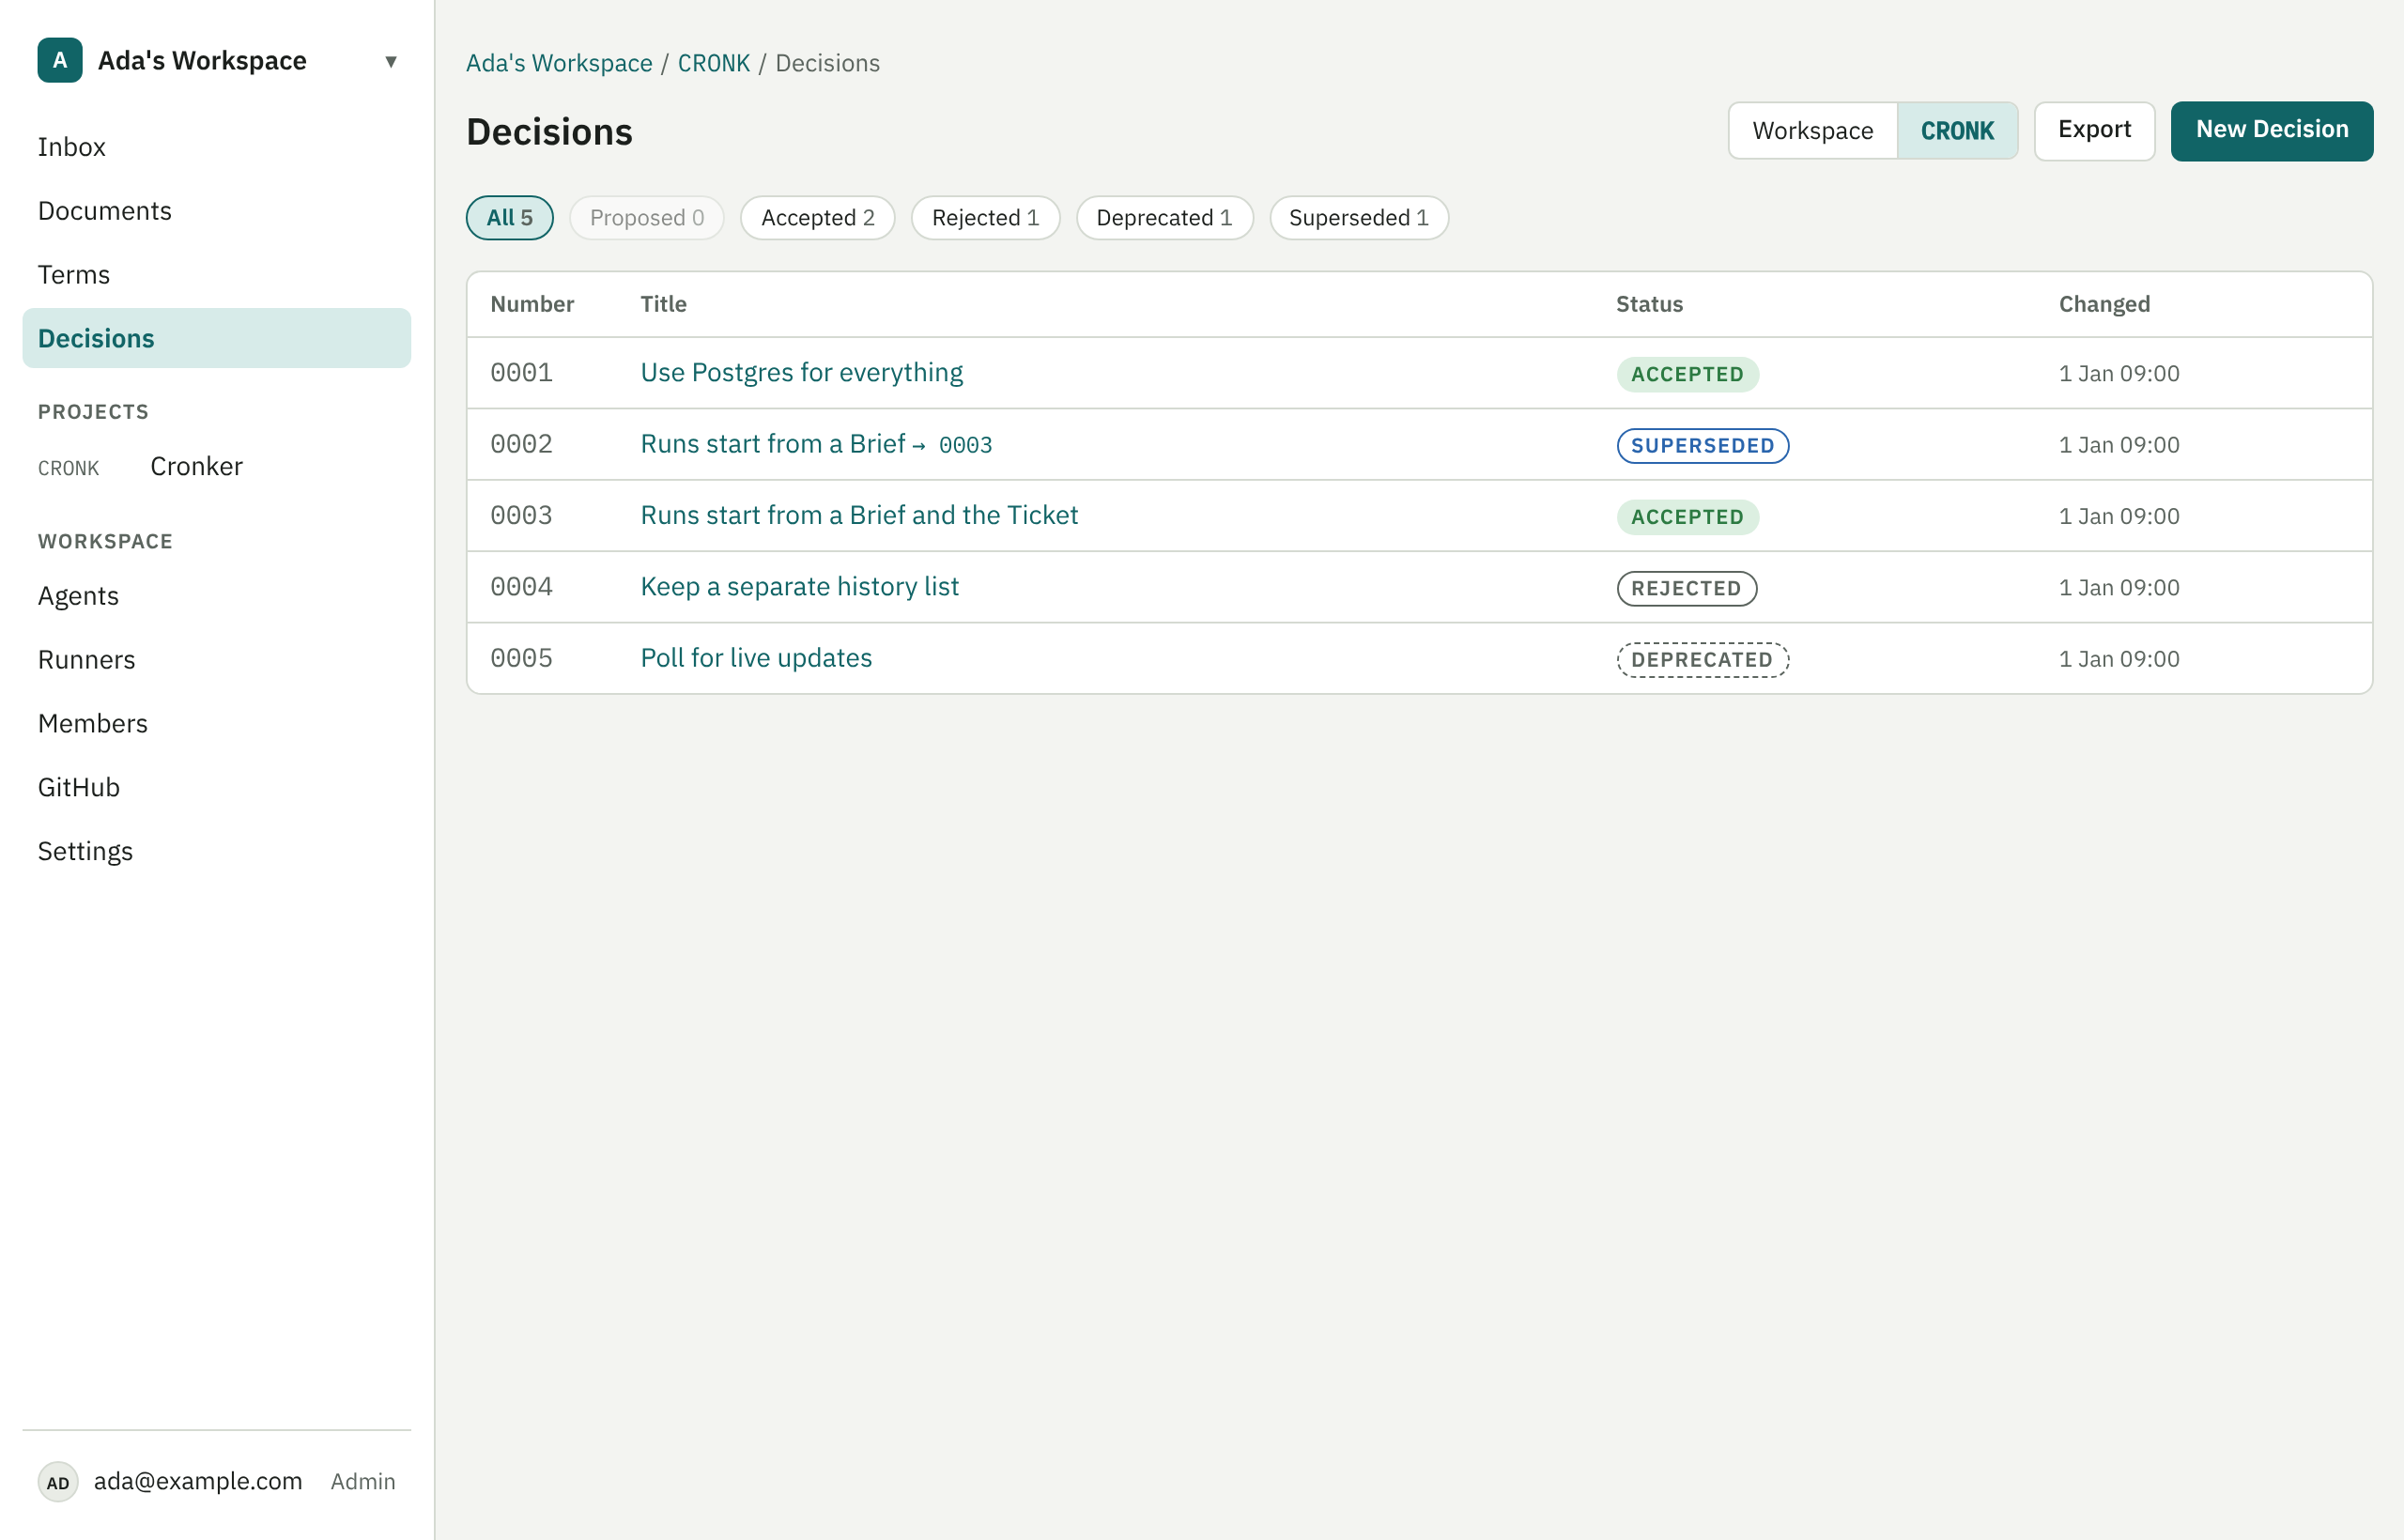 A Ada's Workspace ▼
Inbox
Documents
Terms
Decisions
PROJECTS
CRONK Cronker
WORKSPACE
Agents
Runners
Members
GitHub
Settings
AD ada@example.com Admin
Ada's Workspace / CRONK / Decisions
Decisions
Workspace CRONK Export New Decision
All 5 Proposed 0 Accepted 2 Rejected 1 Deprecated 1 Superseded 1
Number Title Status Changed
0001 Use Postgres for everything ACCEPTED 1 Jan 09:00
0002 Runs start from a Brief → 0003 SUPERSEDED 1 Jan 09:00
0003 Runs start from a Brief and the Ticket ACCEPTED 1 Jan 09:00
0004 Keep a separate history list REJECTED 1 Jan 09:00
0005 Poll for live updates DEPRECATED 1 Jan 09:00